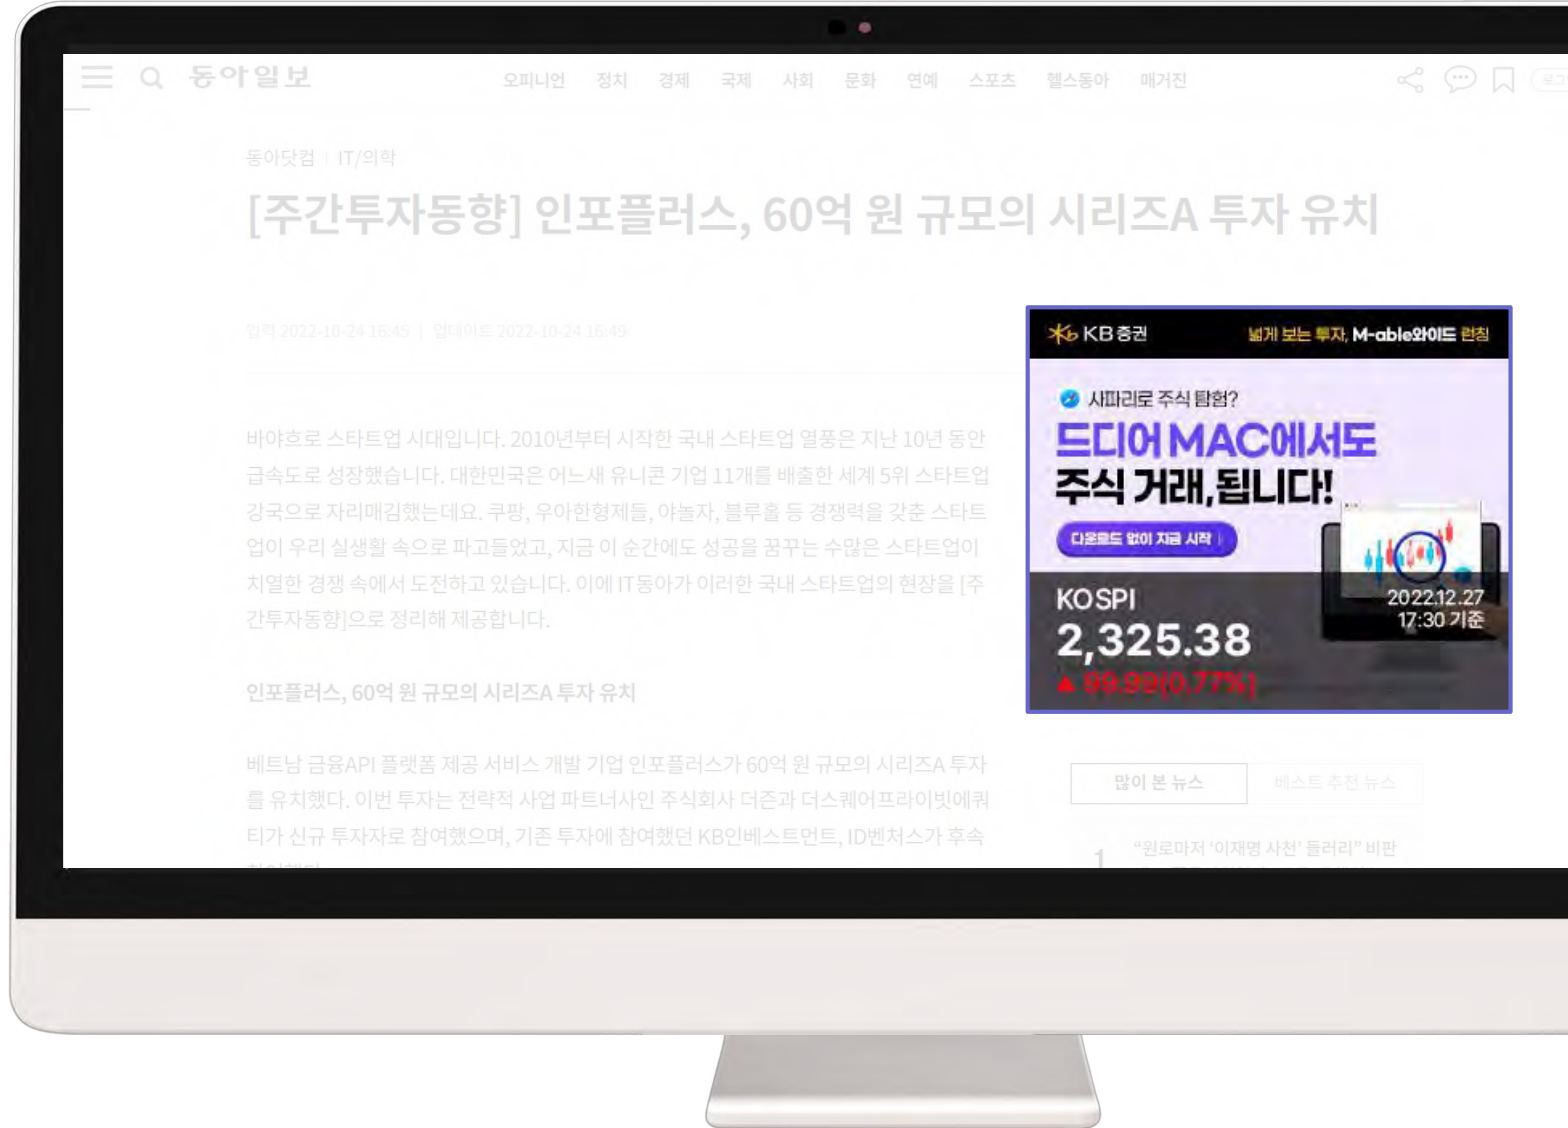 동아일보
오피니언 정치 경제 국제 사회 문화 연예 스포츠 헬스동아 매거진
동아닷컴 | IT/의학
[주간투자동향] 인포플러스, 60억 원 규모의 시리즈A 투자 유치
입력 2022-10-24 16:45 | 업데이트 2022-10-24 16:49
바야흐로 스타트업 시대입니다. 2010년부터 시작한 국내 스타트업 열풍은 지난 10년 동안
급속도로 성장했습니다. 대한민국은 어느새 유니콘 기업 11개를 배출한 세계 5위 스타트업
강국으로 자리매김했는데요. 쿠팡, 우아한형제들, 야놀자, 블루홀 등 경쟁력을 갖춘 스타트
업이 우리 실생활 속으로 파고들었고, 지금 이 순간에도 성공을 꿈꾸는 수많은 스타트업이
치열한 경쟁 속에서 도전하고 있습니다. 이에 IT동아가 이러한 국내 스타트업의 현장을 [주
간투자동향]으로 정리해 제공합니다.
인포플러스, 60억 원 규모의 시리즈A 투자 유치
베트남 금융API 플랫폼 제공 서비스 개발 기업 인포플러스가 60억 원 규모의 시리즈A 투자
를 유치했다. 이번 투자는 전략적 사업 파트너사인 주식회사 더즌과 더스퀘어프라이빗에쿼
티가 신규 투자자로 참여했으며, 기존 투자에 참여했던 KB인베스트먼트, ID벤처스가 후속
KB증권
넓게 보는 투자, M-able와이드 런칭
사파리로 주식 탐험?
드디어 MAC에서도
주식 거래,됩니다!
다운로드 없이 지금 시작
KOSPI
2,325.38
▲ 99.99(0.77%)
2022.12.27
17:30 기준
많이 본 뉴스 베스트 추천 뉴스
1 “원로마저 ‘이재명 사천’ 들러리” 비판